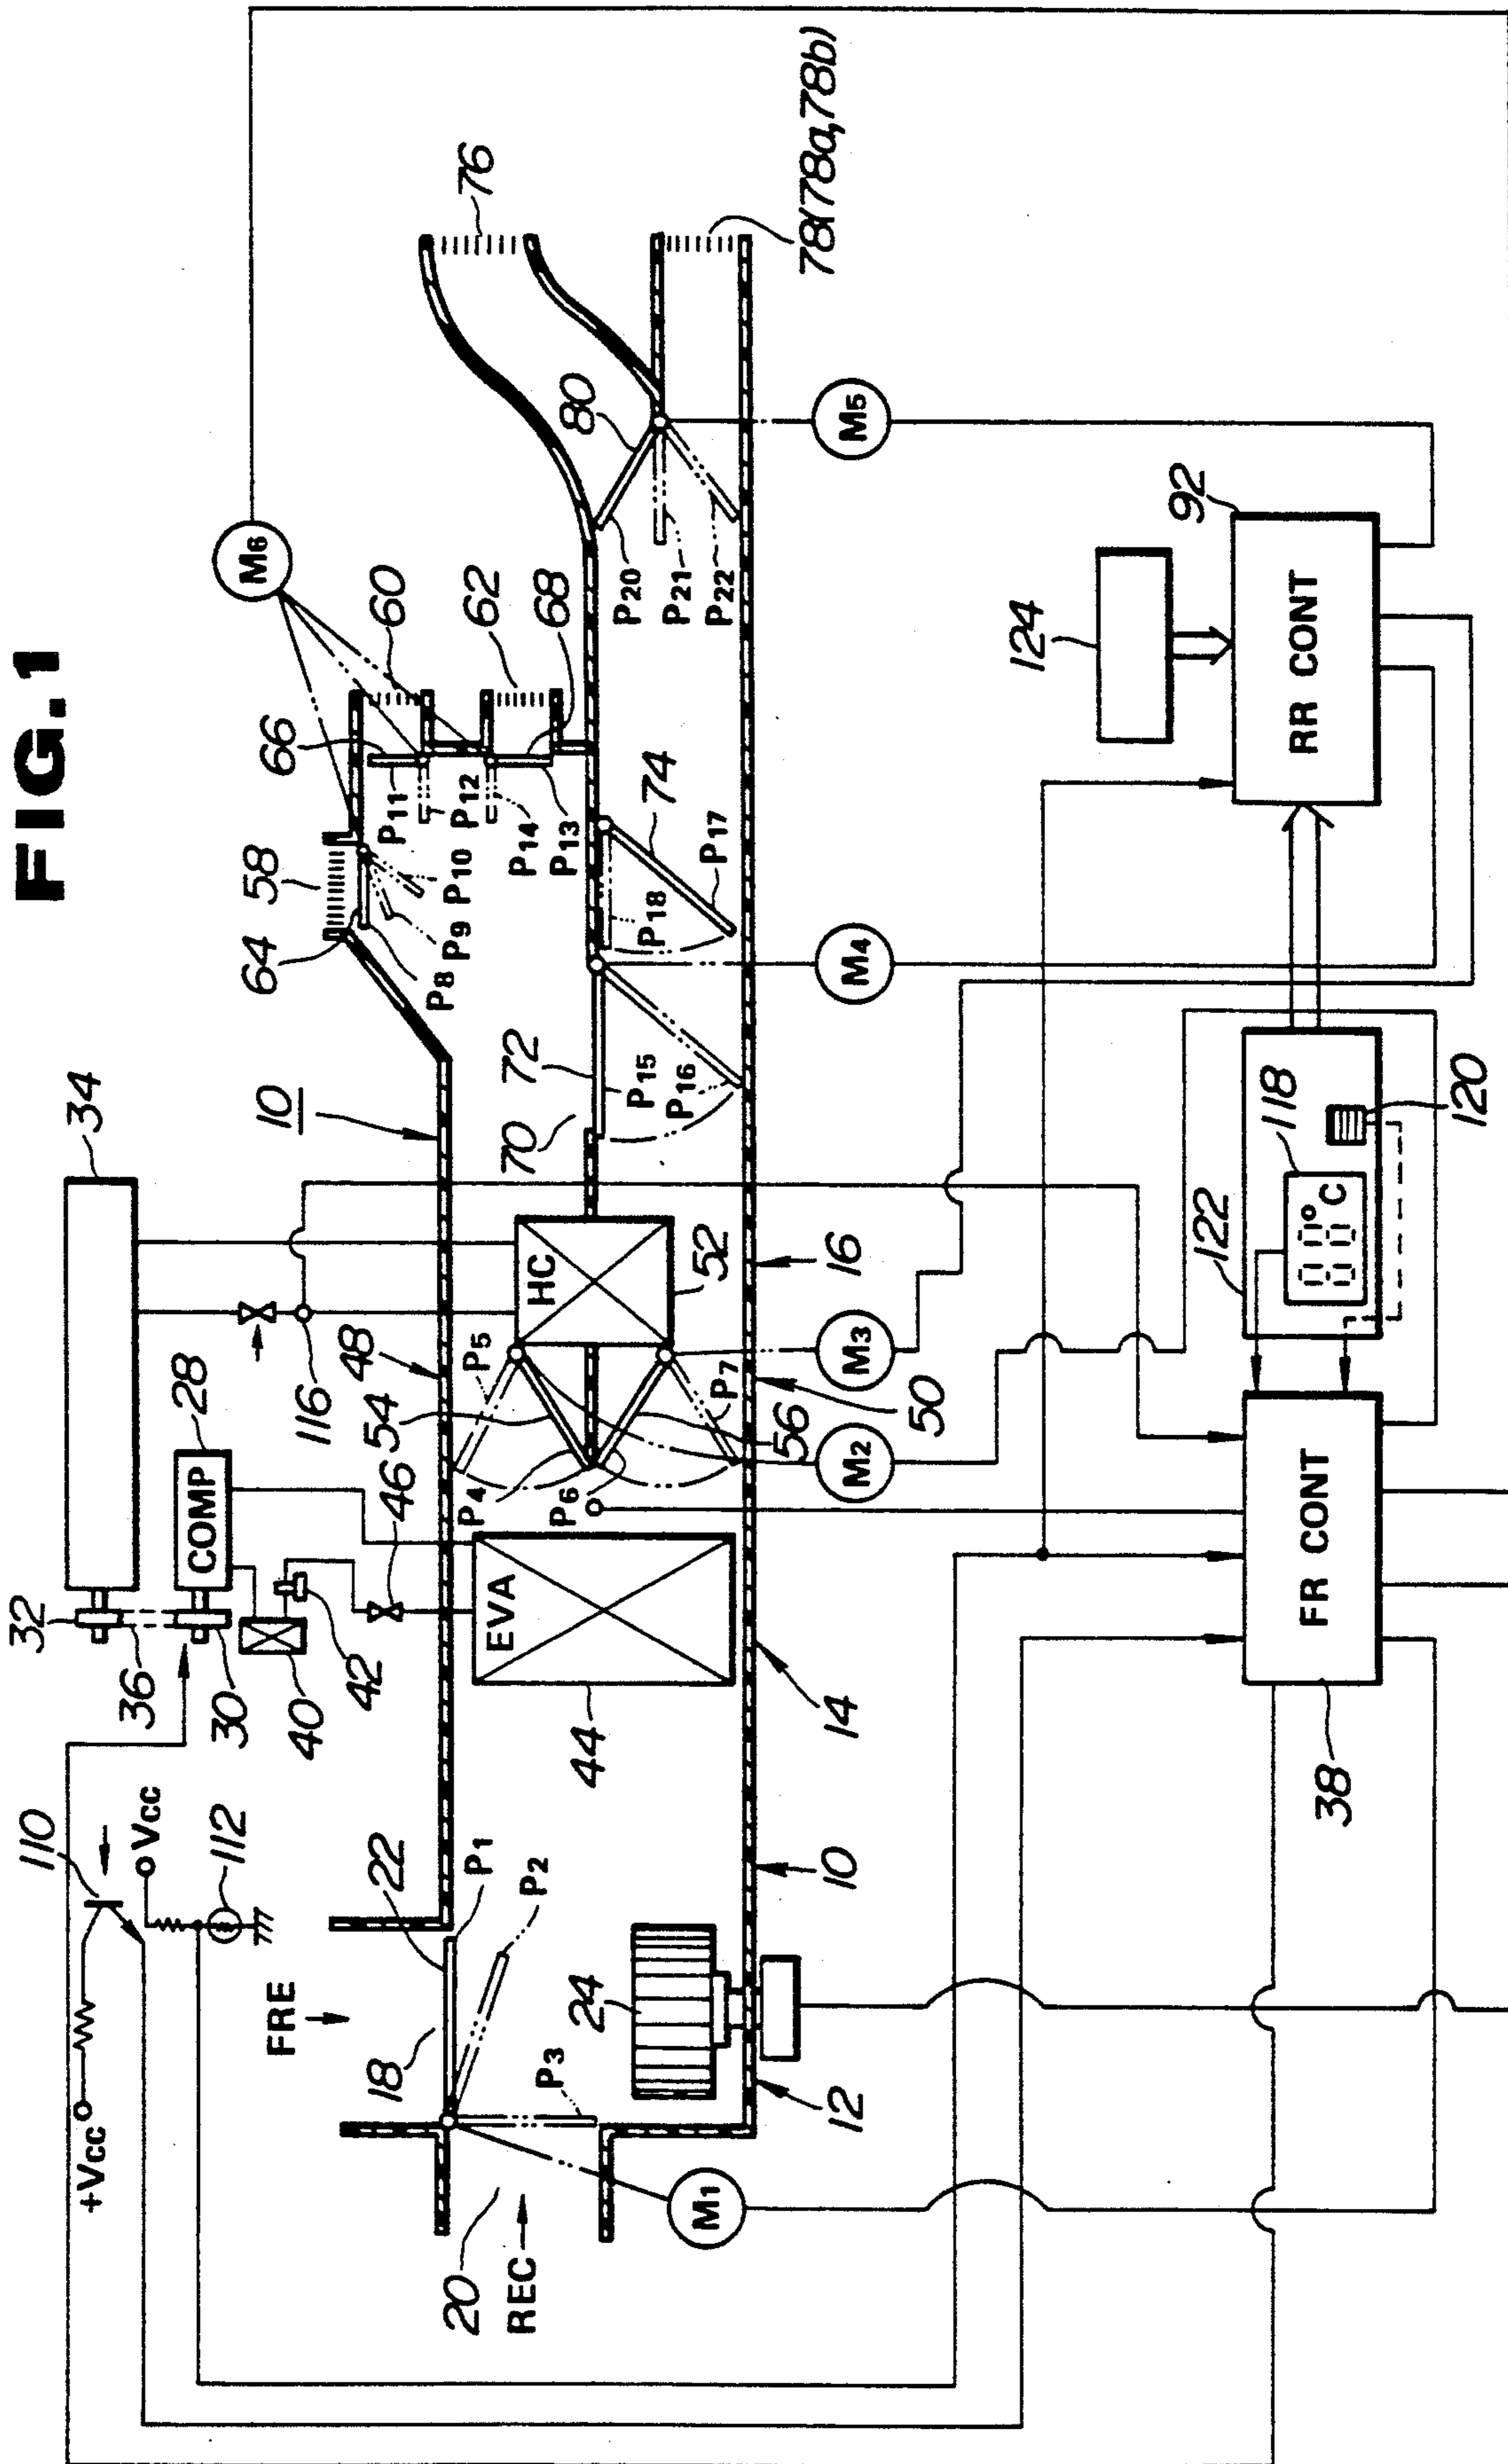 FIG.1
34
32
36
30
28
COMP
40
42
46
116
110
+Vcc
Vcc
112
FRE
18
22
P1
P2
P3
20
REC
M1
24
12
10
14
44
EVA
48
10
54
P5
P4
P6
P7
56
HC
52
50
16
M2
M3
70
72
P15
P16
64
58
P8
P9
P10
66
60
P11
P12
62
P14
P13
68
M6
74
P18
P17
M4
76
80
P20
P21
P22
78(78a,78b)
M5
38
FR CONT
122
118
88°C
120
124
92
RR CONT